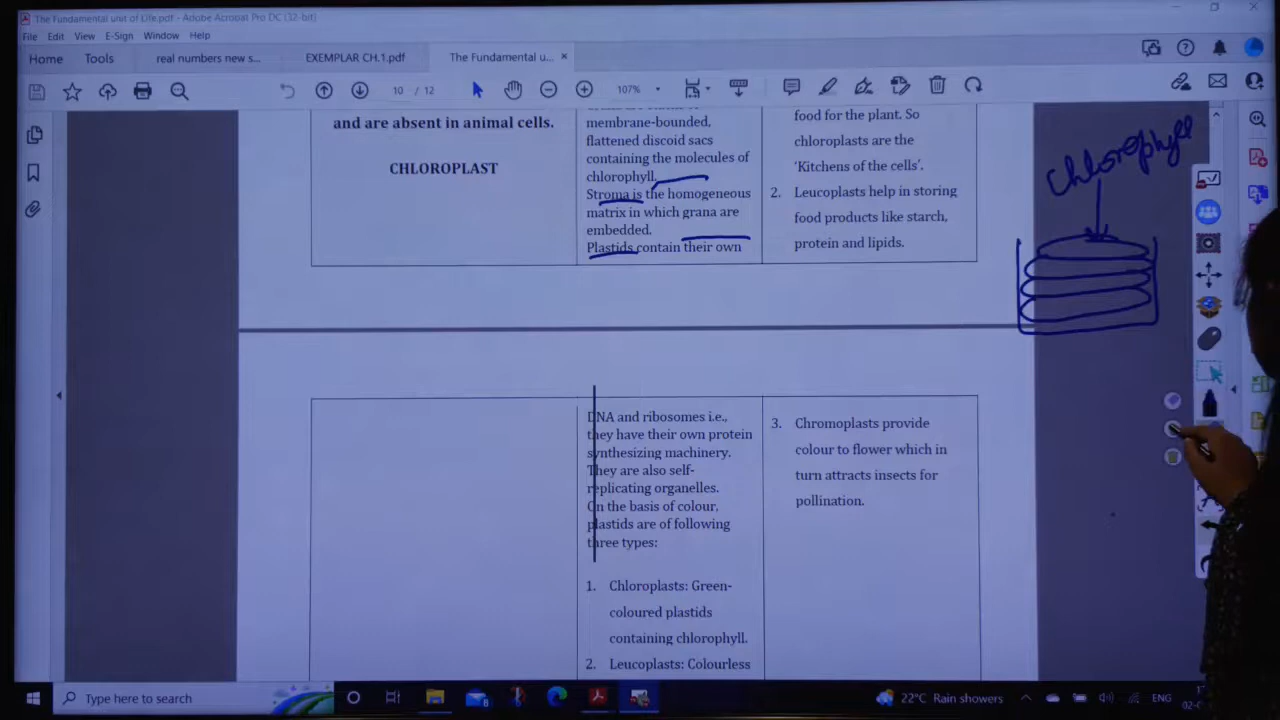 The Fundamental unit of Life.pdf - Adobe Acrobat Pro DC (32-bit)
File Edit View E-Sign Window Help
Home Tools real numbers new s... EXEMPLAR CH.1.pdf The Fundamental u... ×
10 / 12 107%
and are absent in animal cells.
CHLOROPLAST
membrane-bounded,
flattened discoid sacs
containing the molecules of
chlorophyll.
Stroma is the homogeneous
matrix in which grana are
embedded.
Plastids contain their own
food for the plant. So
chloroplasts are the
'Kitchens of the cells'.
2. Leucoplasts help in storing
food products like starch,
protein and lipids.
chlorophyll
DNA and ribosomes i.e.,
they have their own protein
synthesizing machinery.
They are also self-
replicating organelles.
On the basis of colour,
plastids are of following
three types:
1. Chloroplasts: Green-
coloured plastids
containing chlorophyll.
2. Leucoplasts: Colourless
3. Chromoplasts provide
colour to flower which in
turn attracts insects for
pollination.
Type here to search
22°C Rain showers
ENG